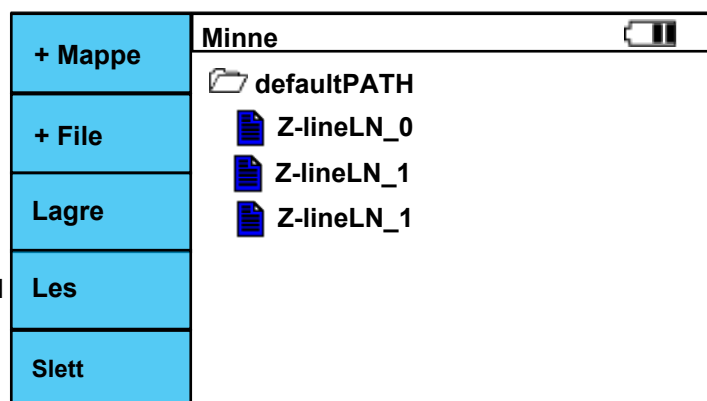 + Mappe
+ File
Lagre
Les
Slett
Minne
defaultPATH
Z-lineLN_0
Z-lineLN_1
Z-lineLN_1